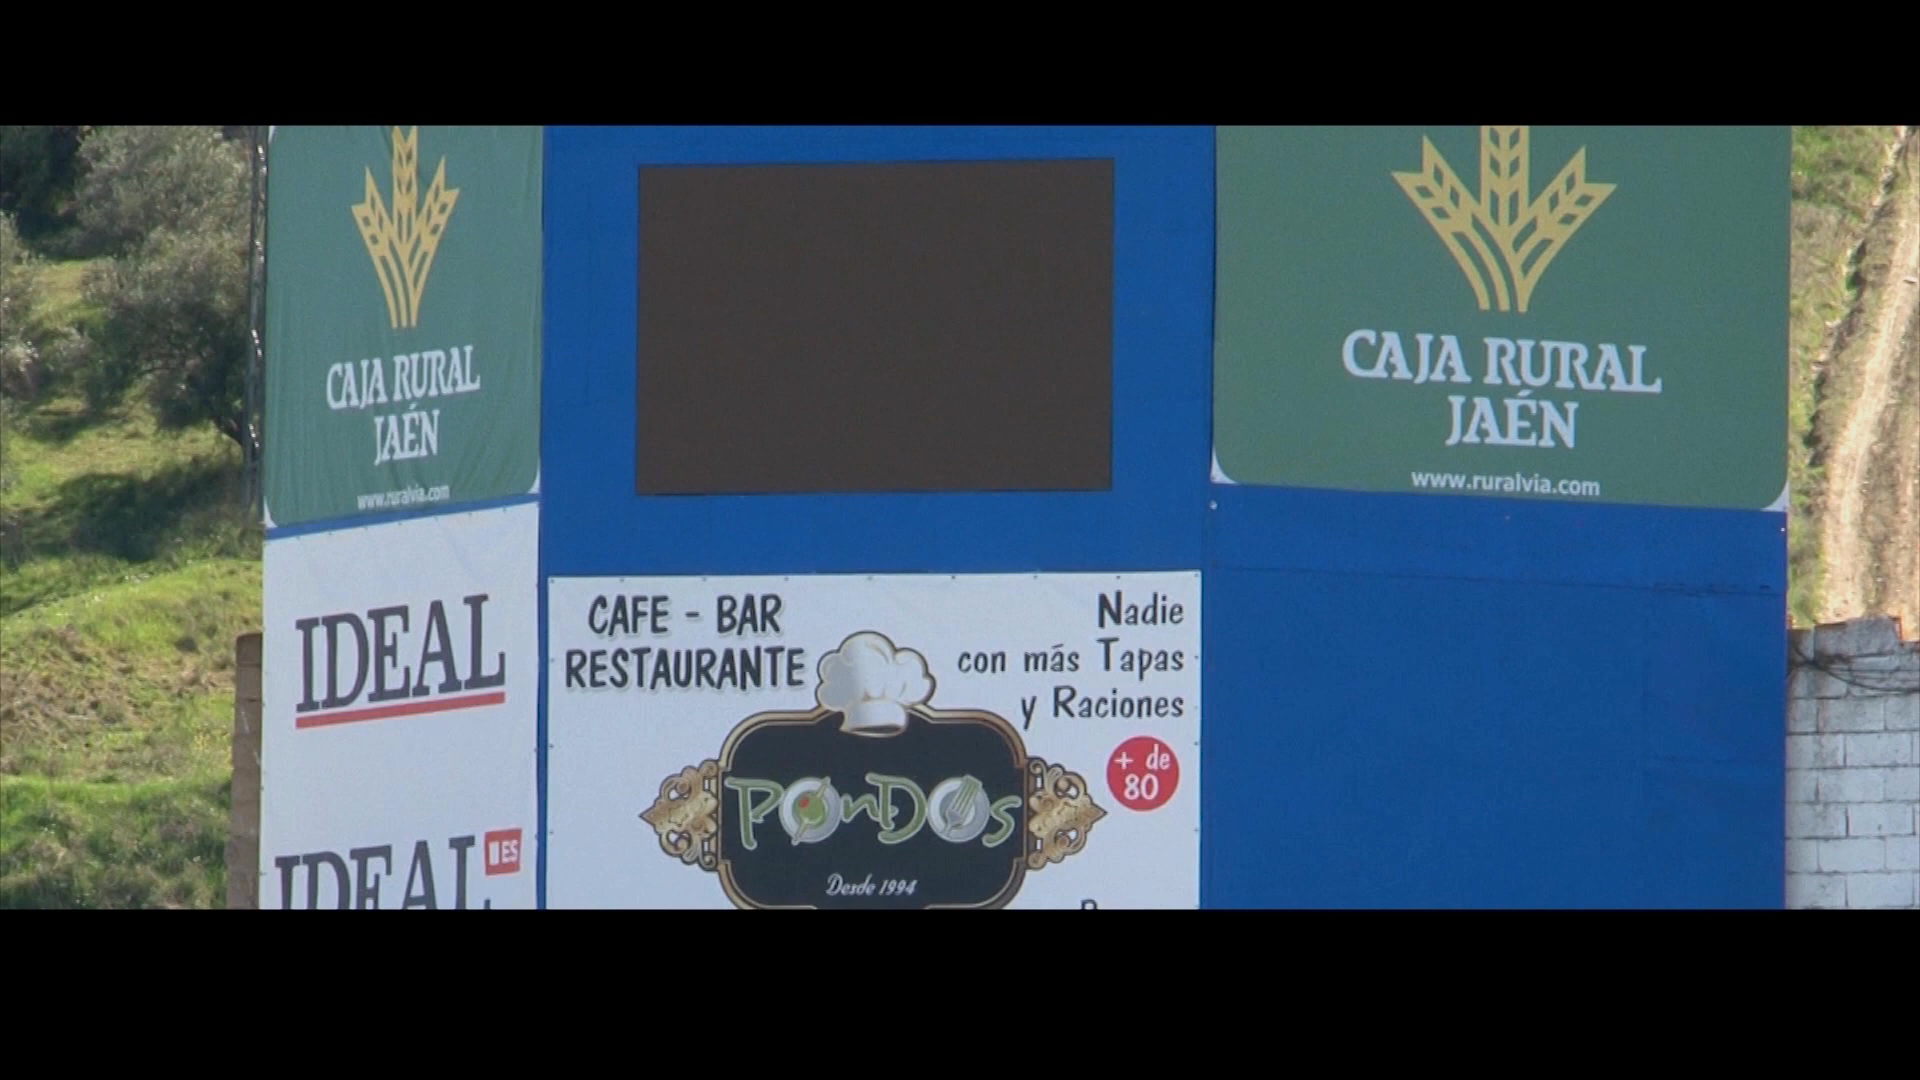 CAJA RURAL
JAÉN
www.ruralvia.com
CAJA RURAL
JAÉN
www.ruralvia.com
IDEAL
IDEAL ES
CAFE - BAR
RESTAURANTE
Nadie
con más Tapas
y Raciones
+ de
80
PonDos
Desde 1994